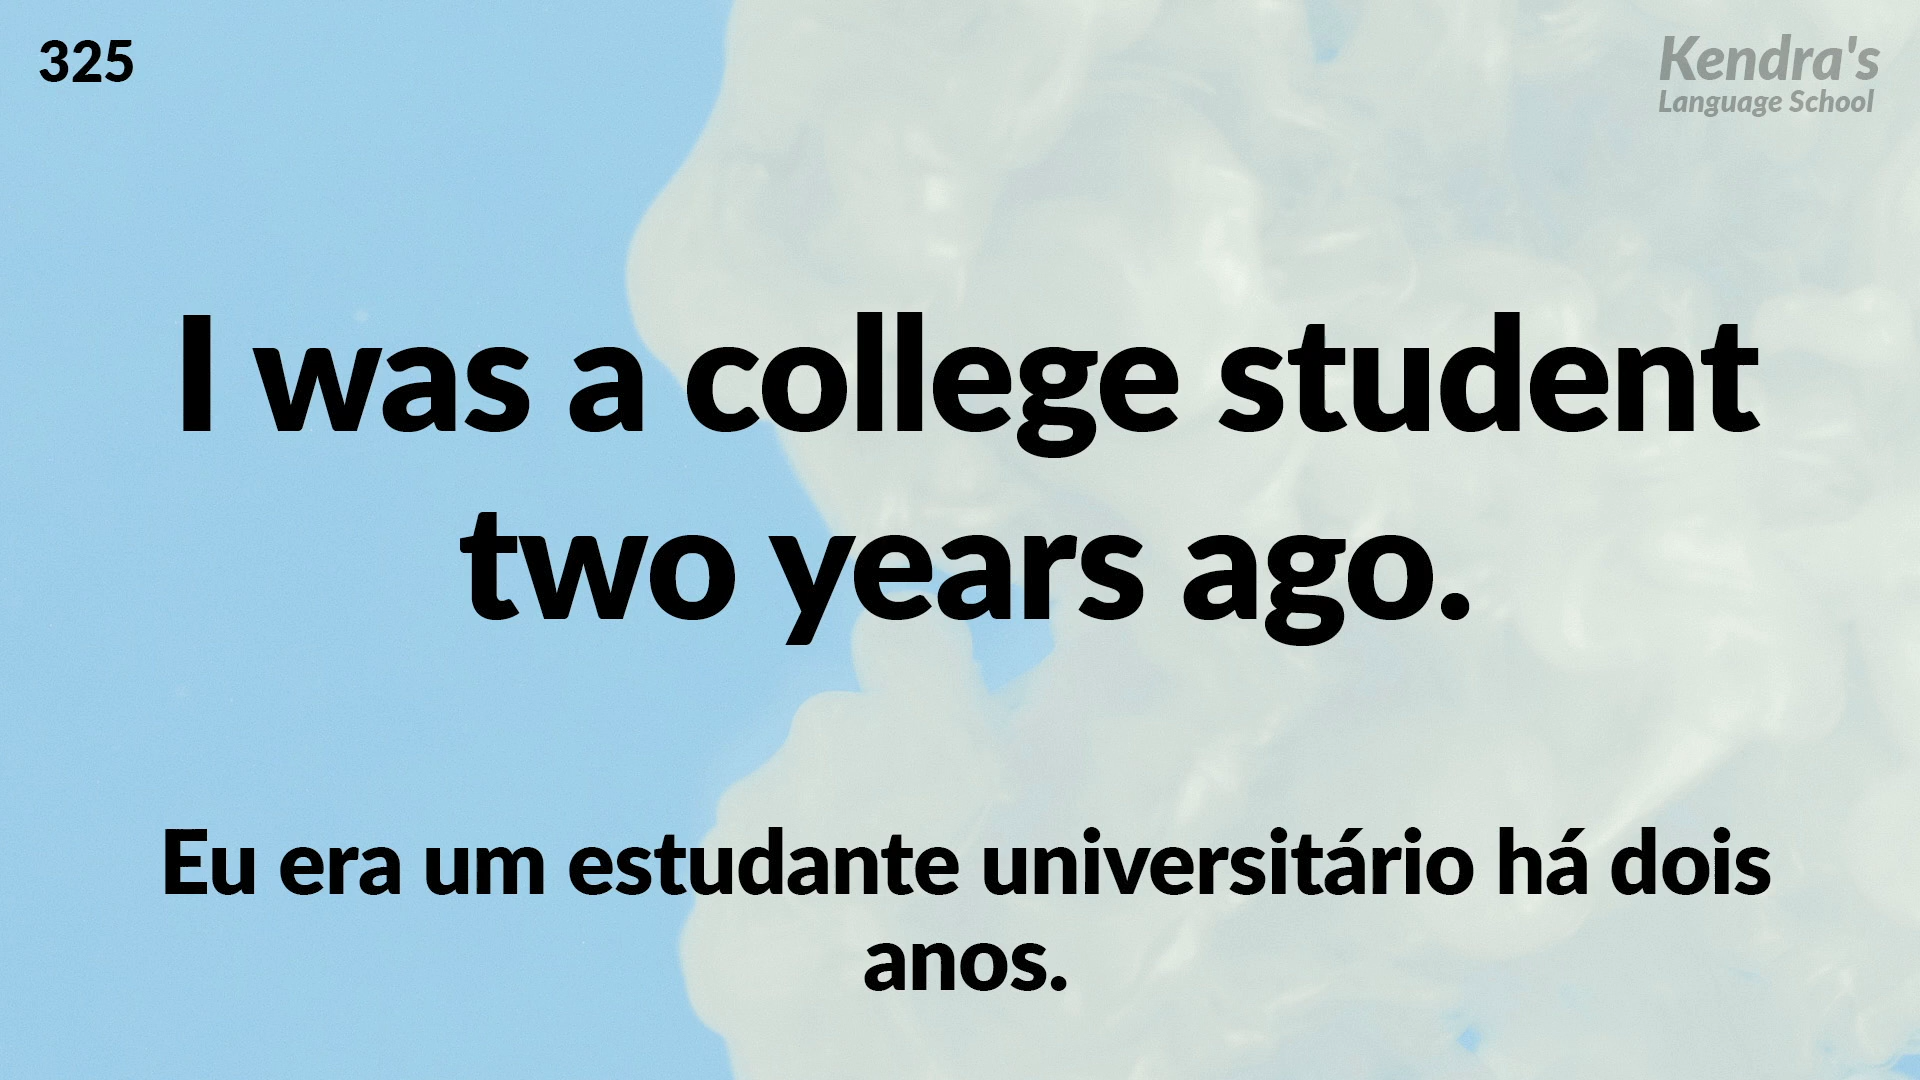 325
Kendra's
Language School
I was a college student
two years ago.
Eu era um estudante universitário há dois
anos.